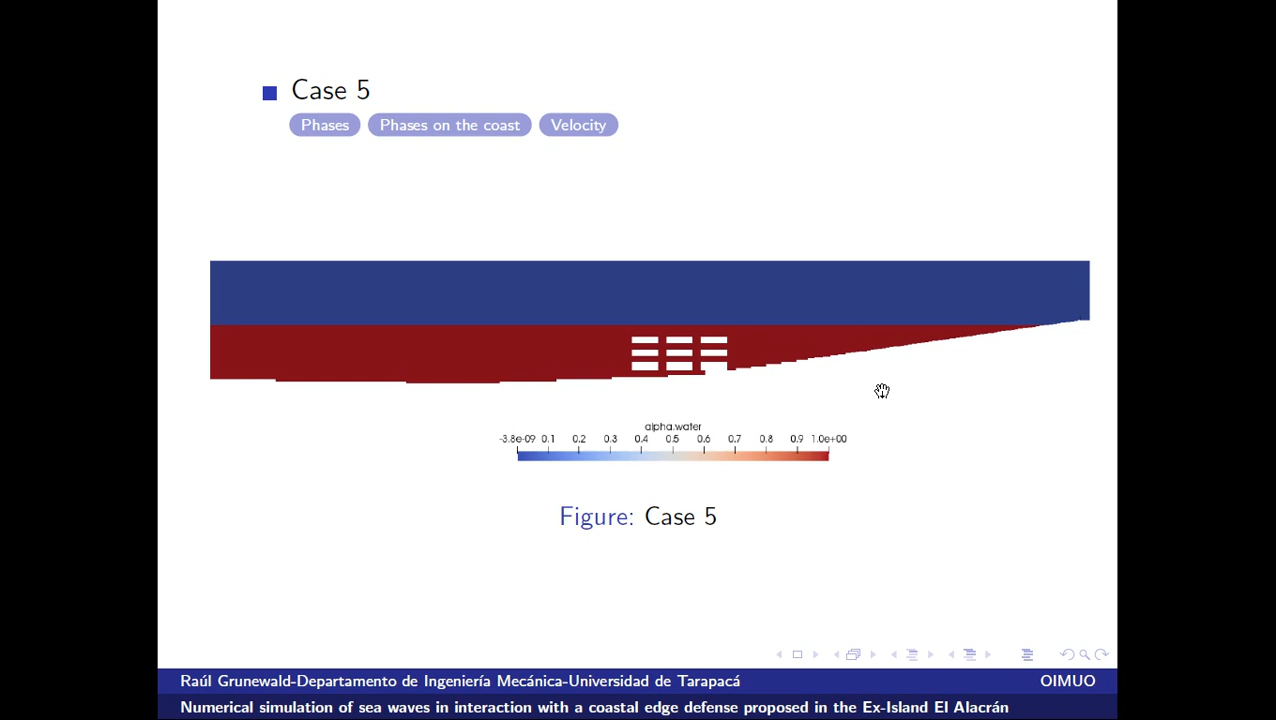 Case 5
Phases Phases on the coast Velocity
alpha.water
-3.8e-09 0.1 0.2 0.3 0.4 0.5 0.6 0.7 0.8 0.9 1.0e+00
Figure: Case 5
Raúl Grunewald-Departamento de Ingeniería Mecánica-Universidad de Tarapacá OIMUO
Numerical simulation of sea waves in interaction with a coastal edge defense proposed in the Ex-Island El Alacrán